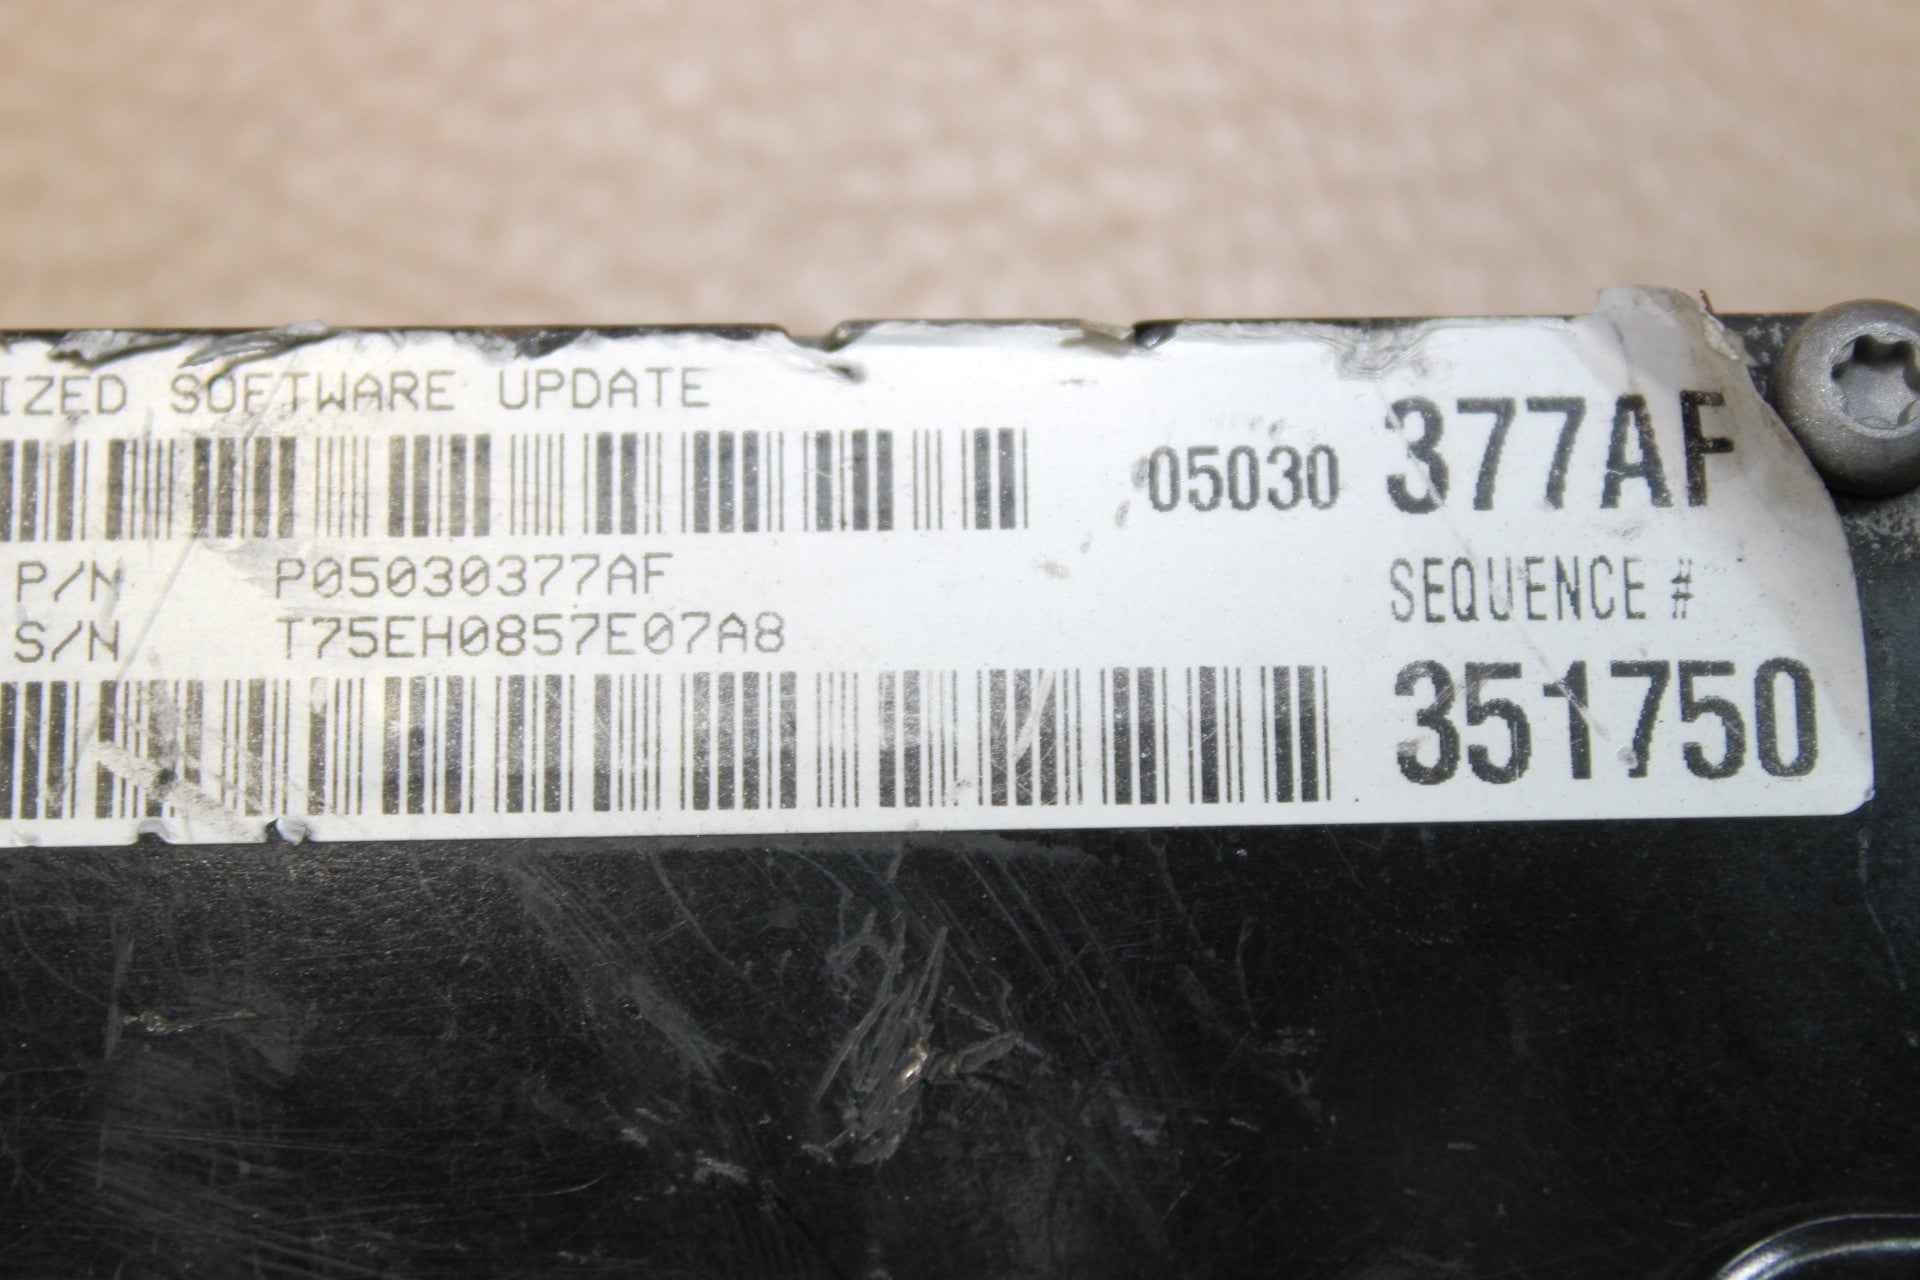 IZED SOFTWARE UPDATE
05030 377AF
P/N P05030377AF
SEQUENCE #
S/N T75EH0857E07A8
351750